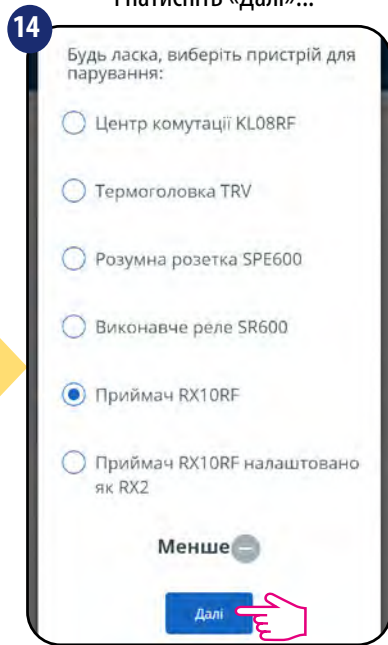 і натисніть «Далі»...
14
Будь ласка, виберіть пристрій для
парування:
Центр комутації KL08RF
Термоголовка TRV
Розумна розетка SPE600
Виконавче реле SR600
Приймач RX10RF
Приймач RX10RF налаштовано
як RX2
Менше
Далі